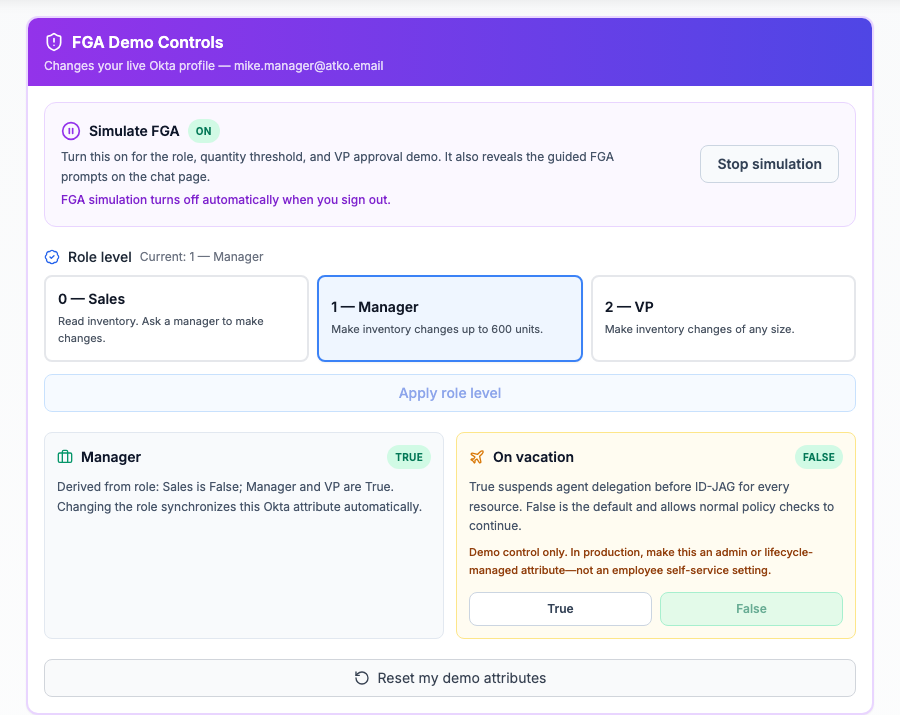 FGA Demo Controls
Changes your live Okta profile — mike.manager@atko.email
Simulate FGA ON
Turn this on for the role, quantity threshold, and VP approval demo. It also reveals the guided FGA
prompts on the chat page.
FGA simulation turns off automatically when you sign out.
Stop simulation
Role level Current: 1 — Manager
0 — Sales
Read inventory. Ask a manager to make
changes.
1 — Manager
Make inventory changes up to 600 units.
2 — VP
Make inventory changes of any size.
Apply role level
Manager TRUE
Derived from role: Sales is False; Manager and VP are True.
Changing the role synchronizes this Okta attribute automatically.
On vacation FALSE
True suspends agent delegation before ID-JAG for every
resource. False is the default and allows normal policy checks to
continue.
Demo control only. In production, make this an admin or lifecycle-
managed attribute—not an employee self-service setting.
True
False
Reset my demo attributes